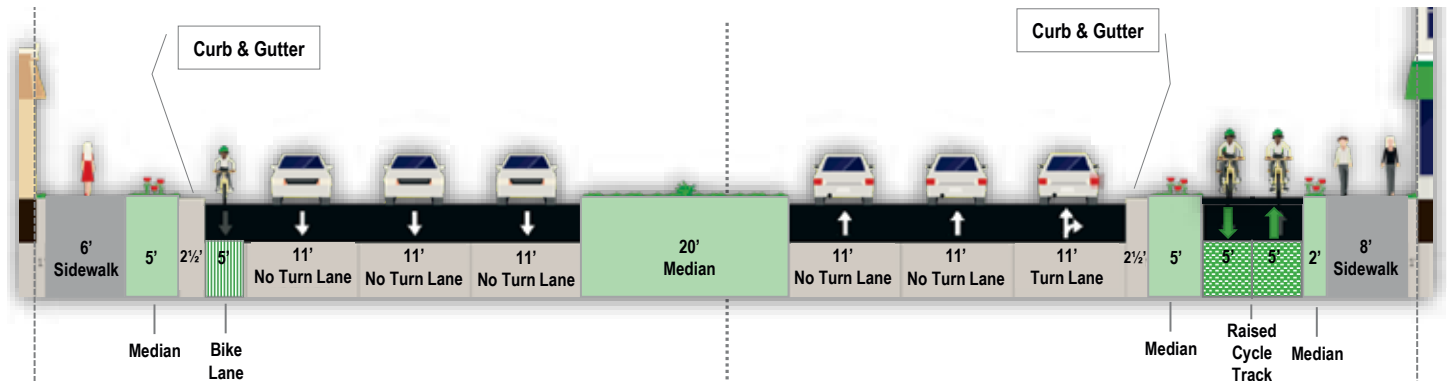 Curb & Gutter
Curb & Gutter
6’
Sidewalk
5’
2½’
5’
11’
No Turn Lane
11’
No Turn Lane
11’
No Turn Lane
20’
Median
11’
No Turn Lane
11’
No Turn Lane
11’
Turn Lane
2½’
5’
5’
5’
2’
8’
Sidewalk
Median
Bike
Lane
Median
Raised
Cycle
Track
Median